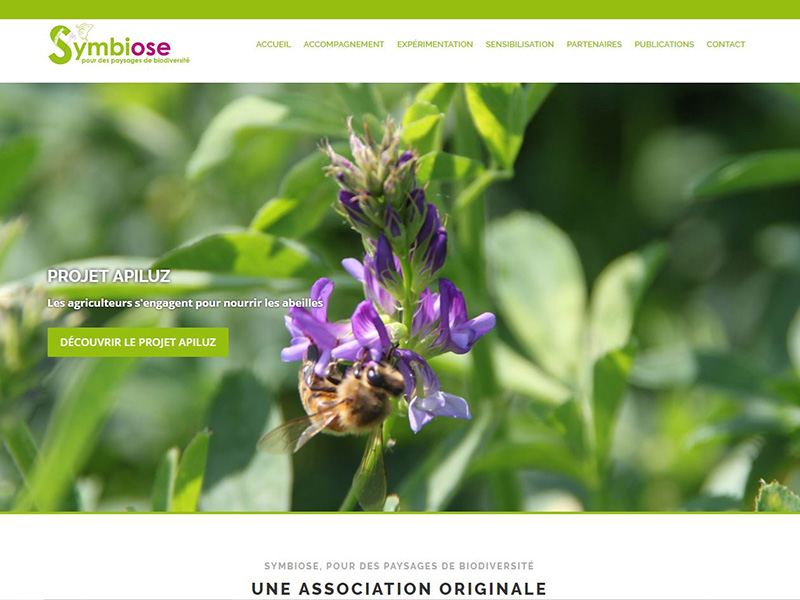 Symbiose
pour des paysages de biodiversité
ACCUEIL ACCOMPAGNEMENT EXPÉRIMENTATION SENSIBILISATION PARTENAIRES PUBLICATIONS CONTACT
PROJET APILUZ
Les agriculteurs s'engagent pour nourrir les abeilles
DÉCOUVRIR LE PROJET APILUZ
SYMBIOSE, POUR DES PAYSAGES DE BIODIVERSITÉ
UNE ASSOCIATION ORIGINALE